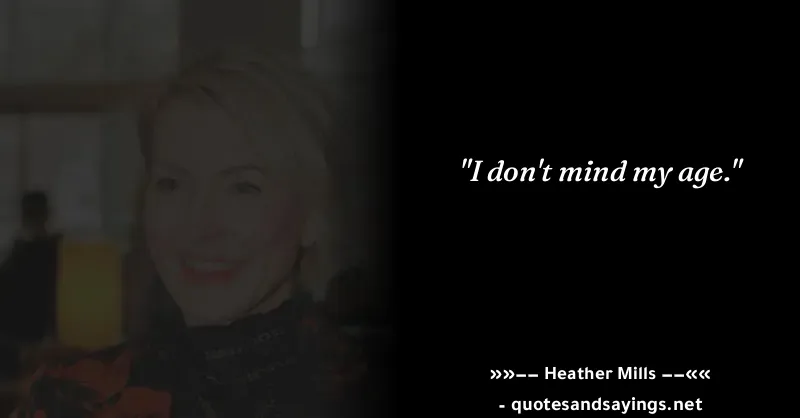 "I don't mind my age."
»»–– Heather Mills ––««
- quotesandsayings.net